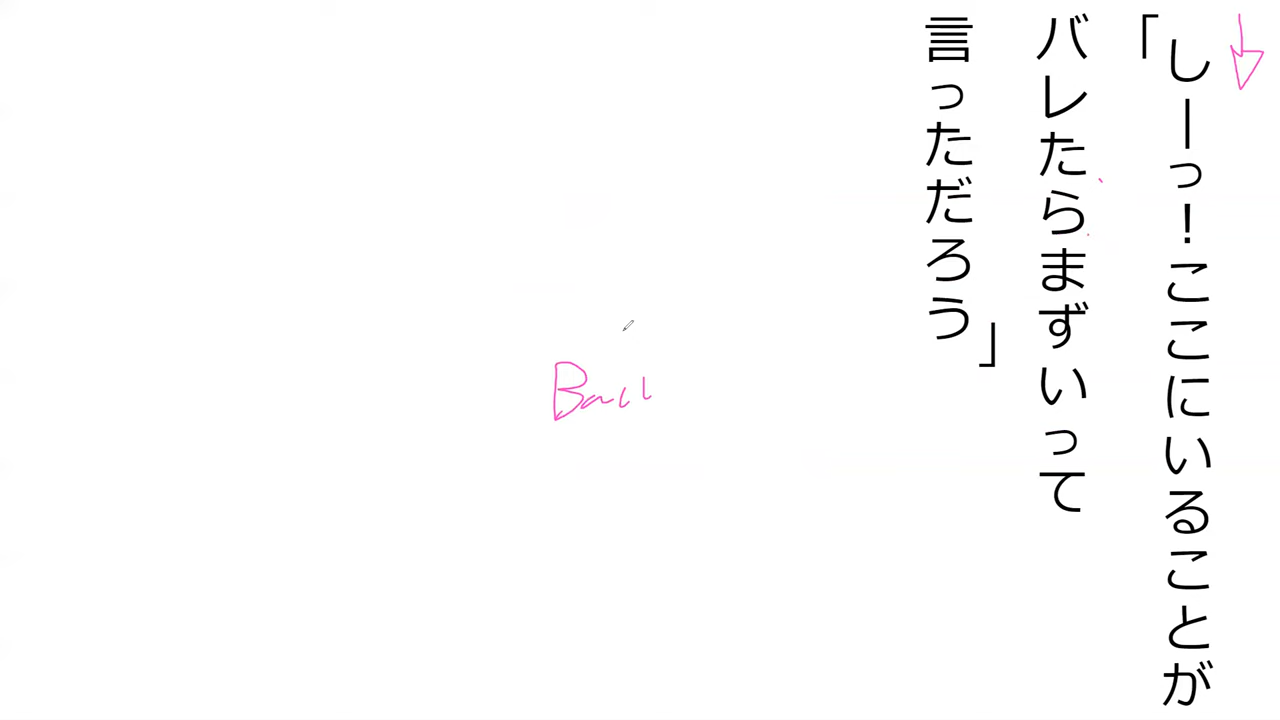 「しーっ！ここにいることが
バレたらまずいって
言っただろう」